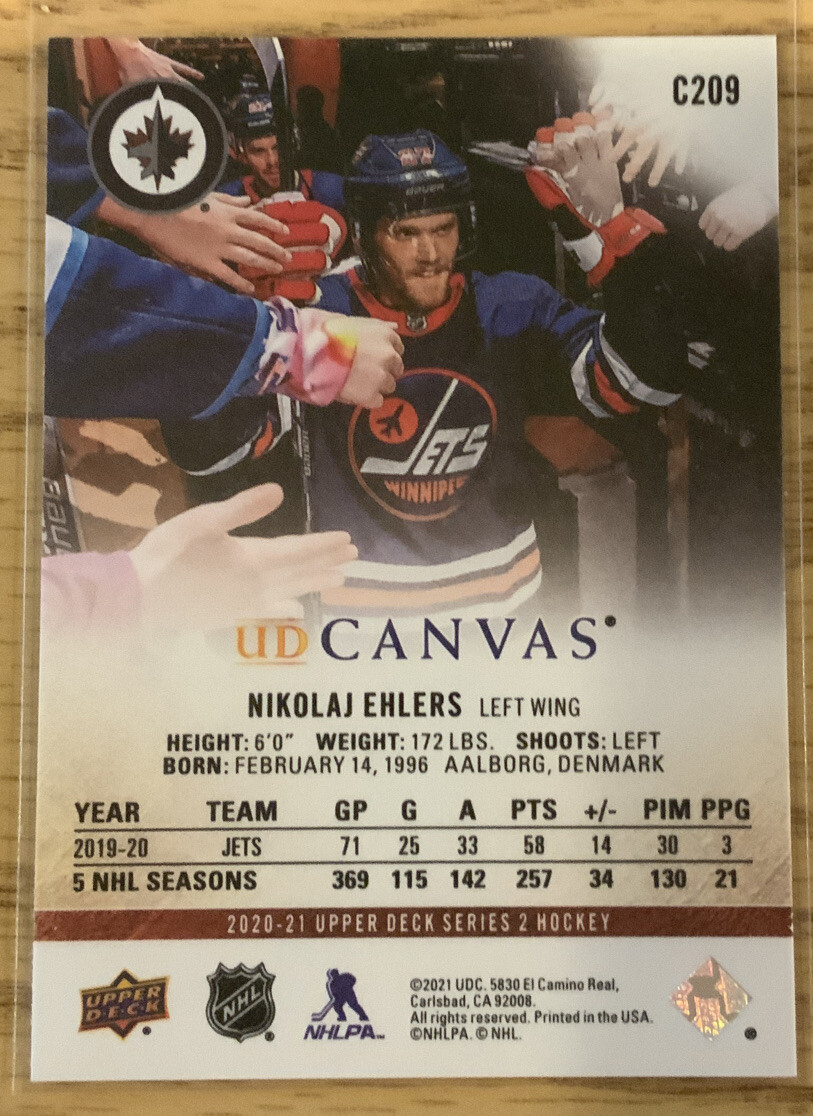 C209
27
BAUER
JETS
WINNIPEG
UD CANVAS
NIKOLAJ EHLERS LEFT WING
HEIGHT: 6'0" WEIGHT: 172 LBS. SHOOTS: LEFT
BORN: FEBRUARY 14, 1996 AALBORG, DENMARK
YEAR TEAM GP G A PTS +/- PIM PPG
2019-20 JETS 71 25 33 58 14 30 3
5 NHL SEASONS 369 115 142 257 34 130 21
2020-21 UPPER DECK SERIES 2 HOCKEY
UPPER DECK
NHL
NHLPA™
©2021 UDC. 5830 El Camino Real,
Carlsbad, CA 92008.
All rights reserved. Printed in the USA.
©NHLPA. © NHL.